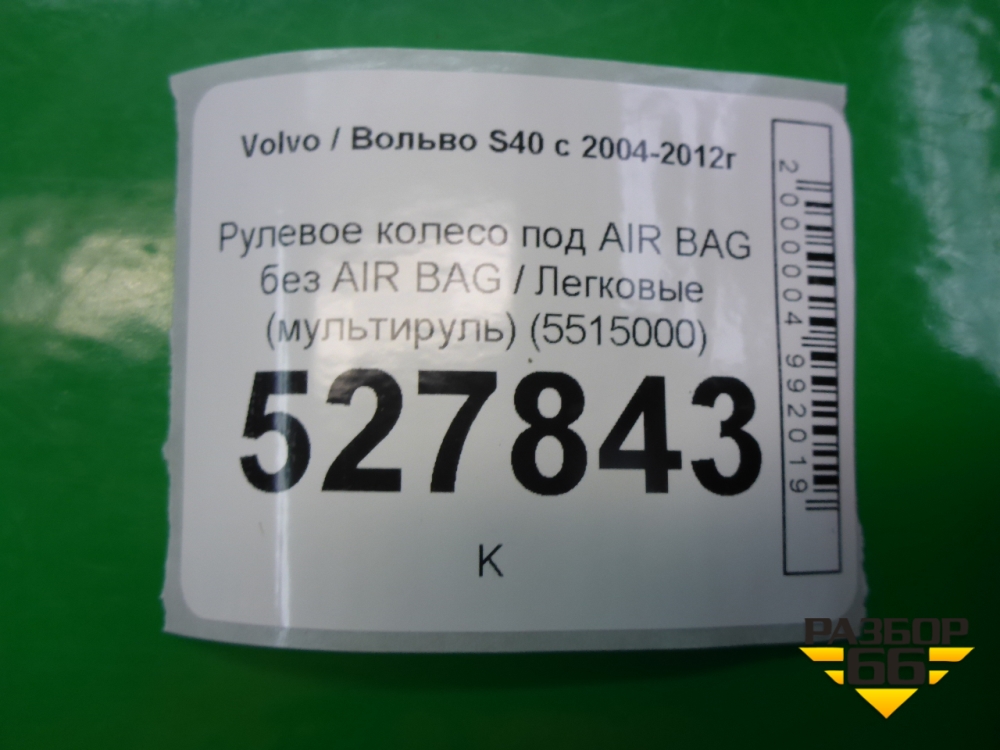 Volvo / Вольво S40 с 2004-2012г
Рулевое колесо под AIR BAG
без AIR BAG / Легковые
(мультируль) (5515000)
527843
К
2000004992019
РАЗБОР
66